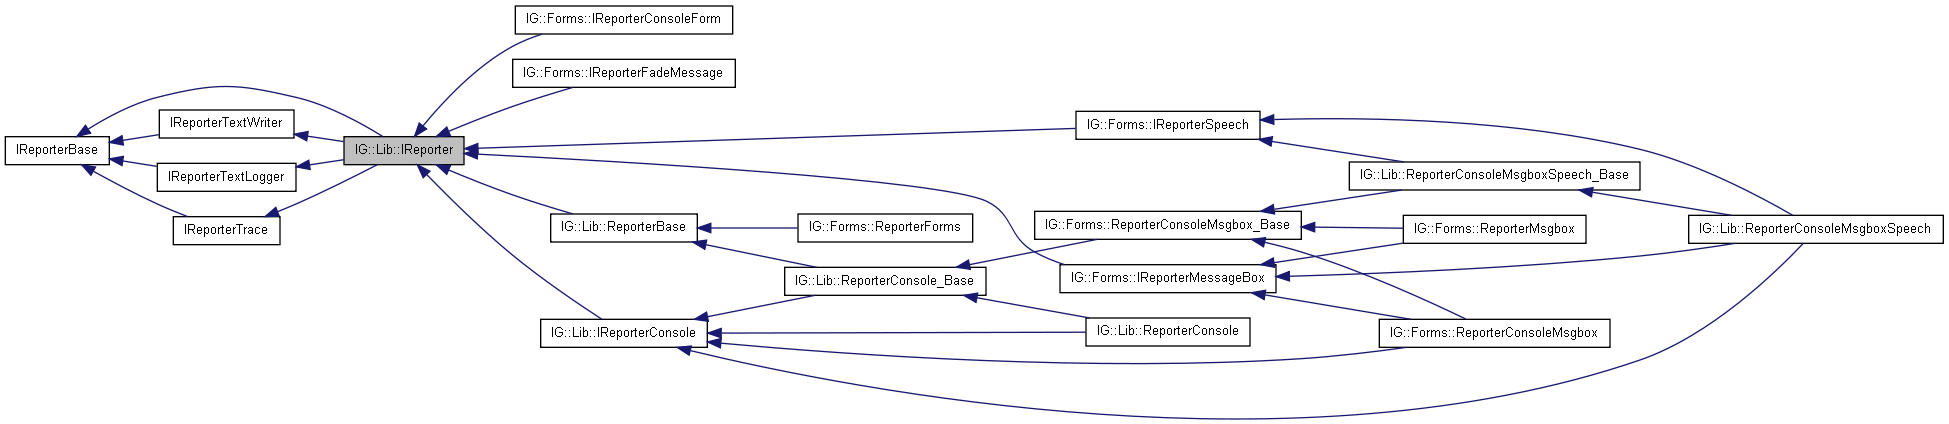 IG::Forms::IReporterConsoleForm
IG::Forms::IReporterFadeMessage
IReporterTextWriter
IG::Forms::IReporterSpeech
IReporterBase
IG::Lib::IReporter
IReporterTextLogger
IG::Lib::ReporterConsoleMsgboxSpeech_Base
IReporterTrace
IG::Lib::ReporterBase
IG::Forms::ReporterForms
IG::Forms::ReporterConsoleMsgbox_Base
IG::Forms::ReporterMsgbox
IG::Lib::ReporterConsoleMsgboxSpeech
IG::Lib::ReporterConsole_Base
IG::Forms::IReporterMessageBox
IG::Lib::IReporterConsole
IG::Lib::ReporterConsole
IG::Forms::ReporterConsoleMsgbox